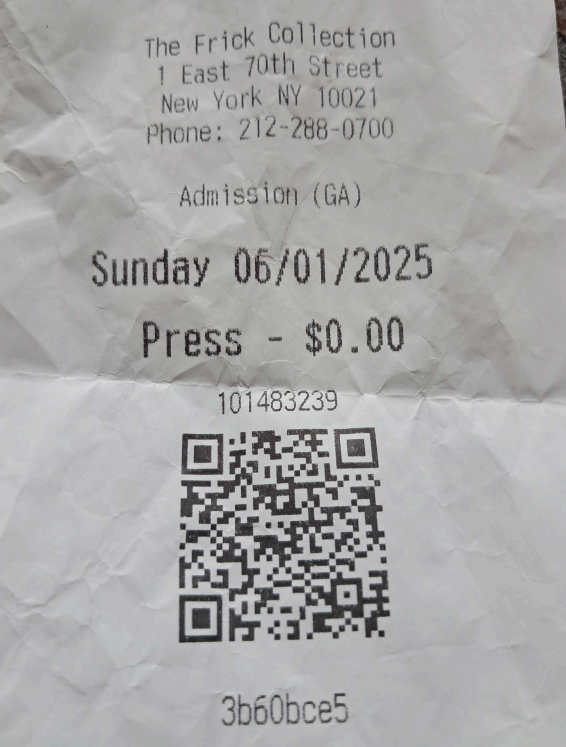 The Frick Collection
1 East 70th Street
New York NY 10021
Phone: 212-288-0700
Admission (GA)
Sunday 06/01/2025
Press - $0.00
101483239
3b60bce5